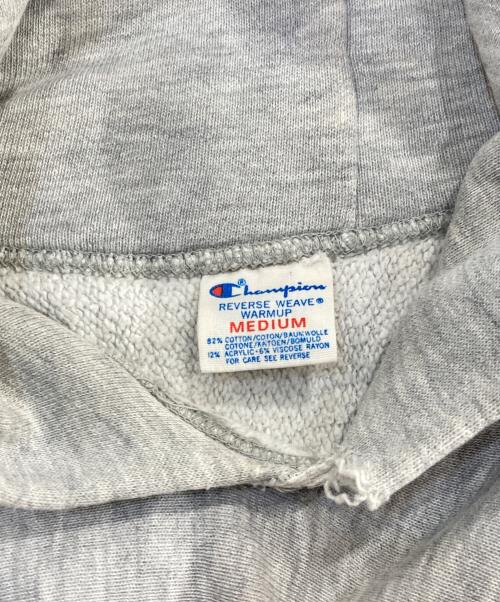 Champion®
REVERSE WEAVE®
WARMUP
MEDIUM
82% COTTON/COTON/BAUMWOLLE
COTONE/KATOEN/BOMULD
12% ACRYLIC·6% VISCOSE RAYON
FOR CARE SEE REVERSE